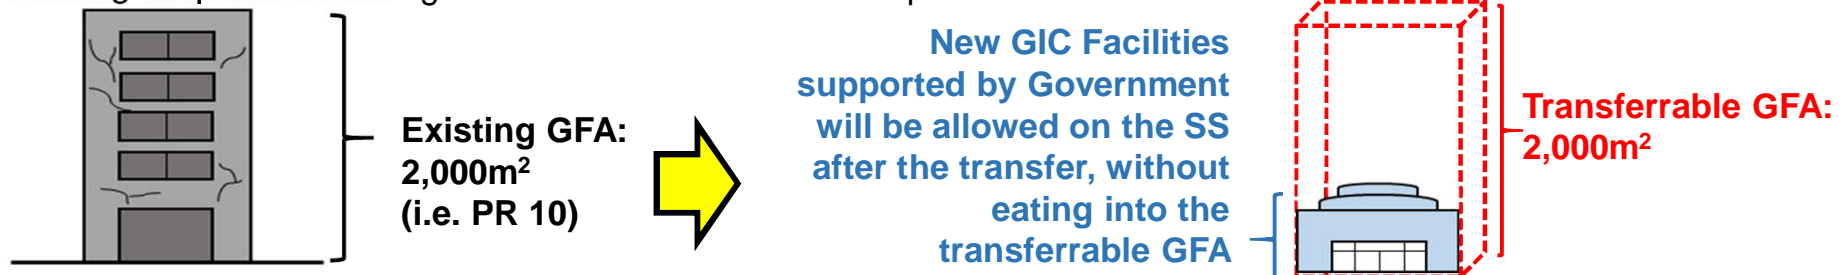 Existing GFA:
2,000m²
(i.e. PR 10)
New GIC Facilities
supported by Government
will be allowed on the SS
after the transfer, without
eating into the
transferrable GFA
Transferrable GFA:
2,000m²